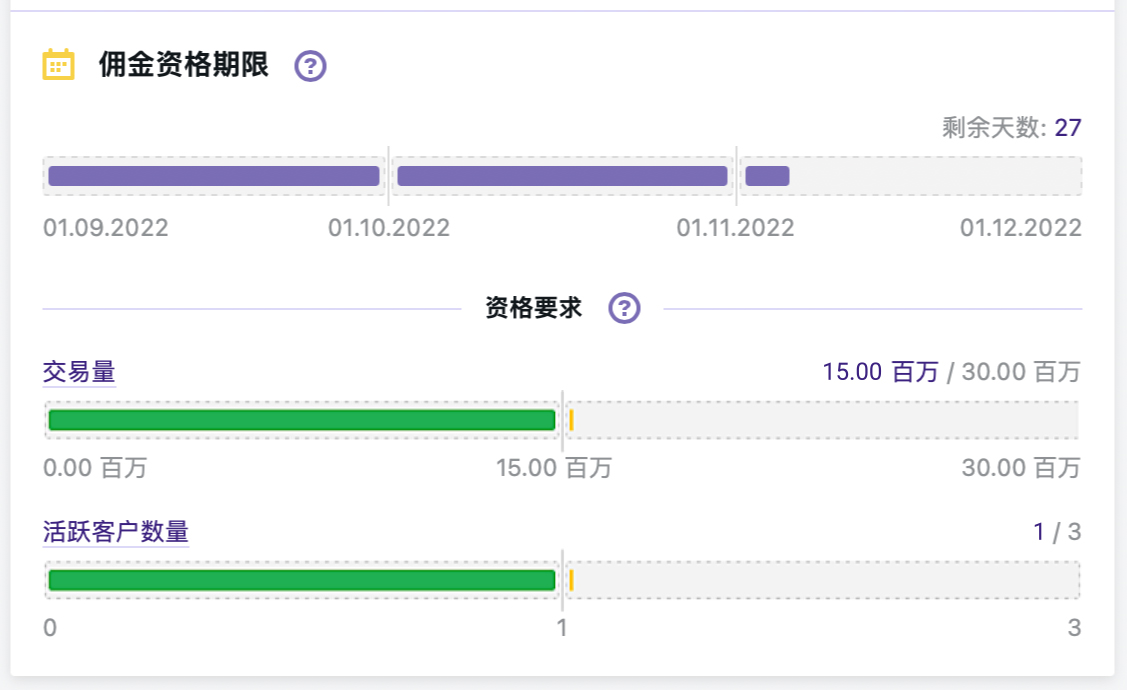 佣金资格期限 ?
剩余天数: 27
01.09.2022 01.10.2022 01.11.2022 01.12.2022
资格要求 ?
交易量 15.00 百万 / 30.00 百万
0.00 百万 15.00 百万 30.00 百万
活跃客户数量 1 / 3
0 1 3